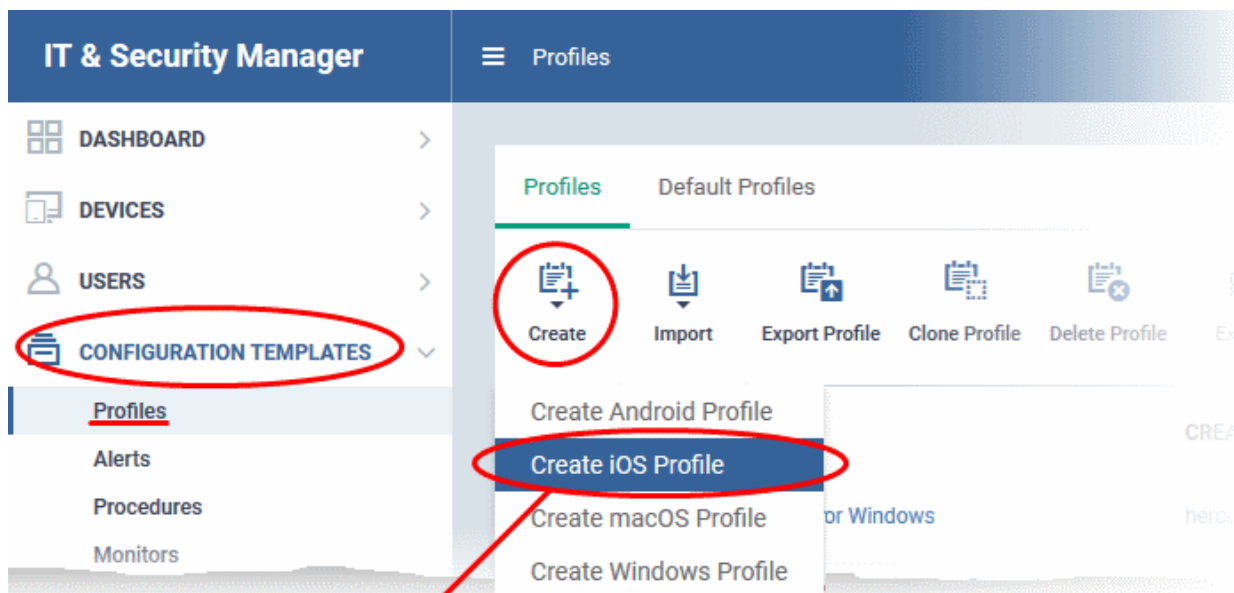 IT & Security Manager
Profiles
DASHBOARD
DEVICES
USERS
CONFIGURATION TEMPLATES
Profiles
Alerts
Procedures
Monitors
Profiles Default Profiles
Create Import Export Profile Clone Profile Delete Profile
Create Android Profile
Create iOS Profile
Create macOS Profile
Create Windows Profile
or Windows
CREA